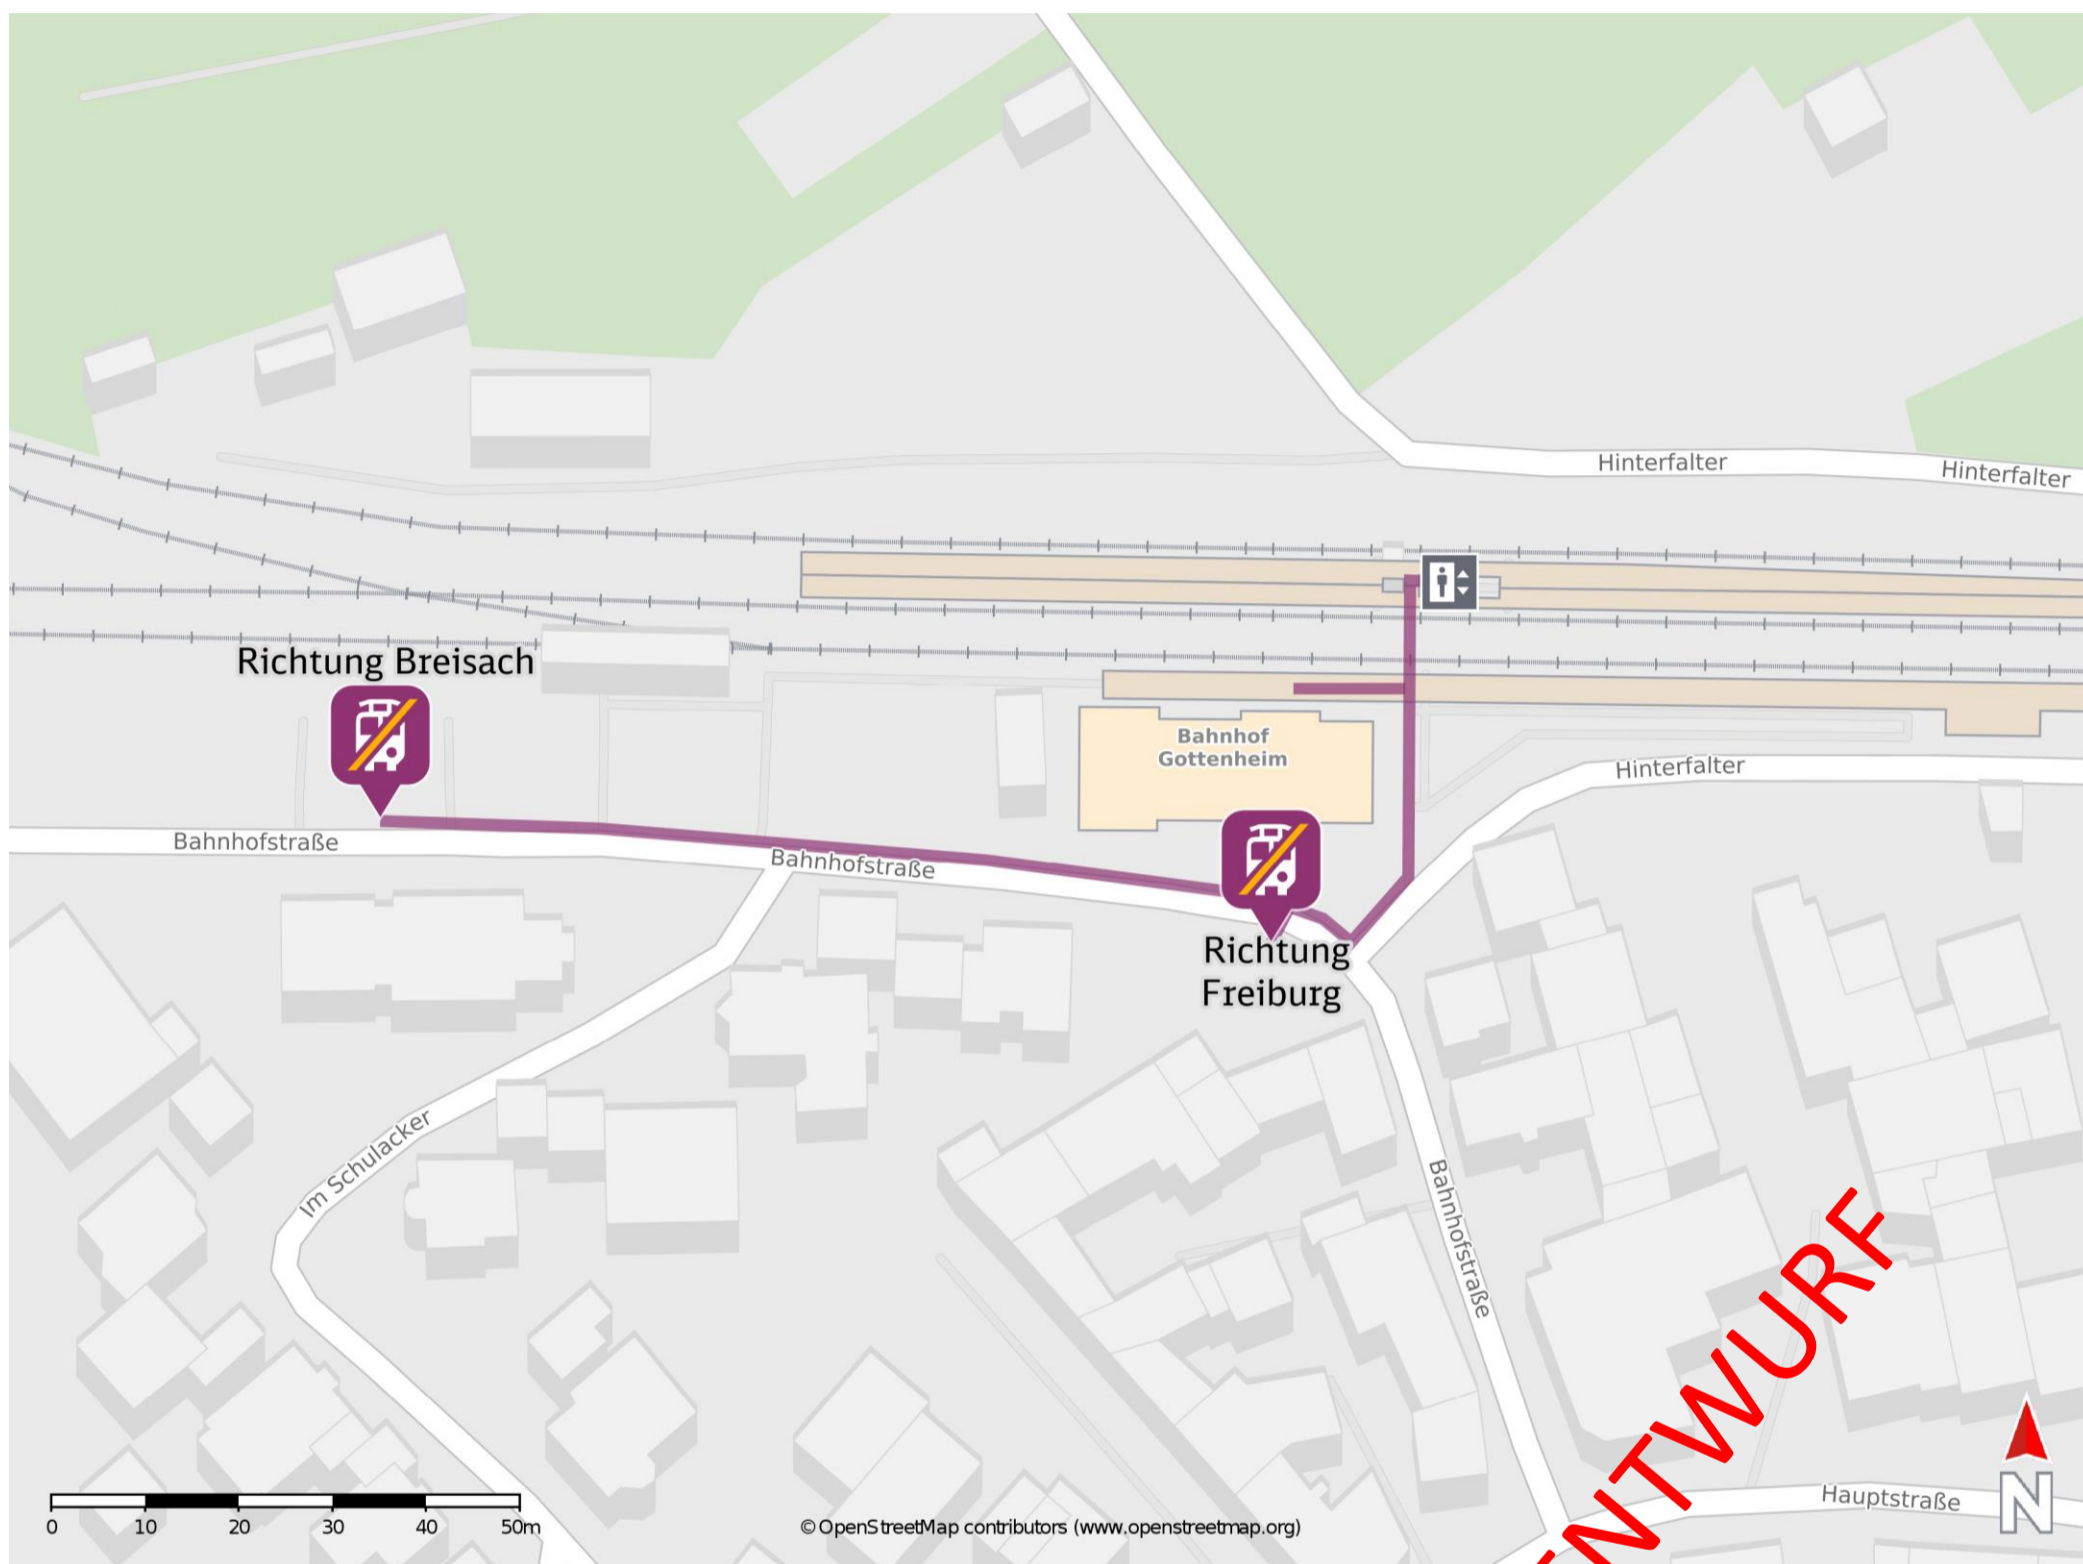 Hinterfalter
Hinterfalter
Richtung Breisach
Bahnhof
Gottenheim
Hinterfalter
Bahnhofstraße
Bahnhofstraße
Richtung
Freiburg
Im Schulacker
Bahnhofstraße
ENTWURF
Hauptstraße
N
0 10 20 30 40 50m
© OpenStreetMap contributors (www.openstreetmap.org)